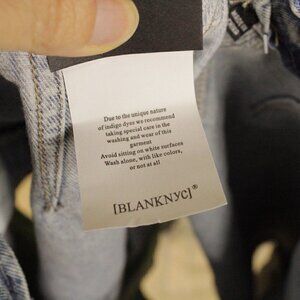 Due to the unique nature
of indigo dyes we recommend
taking special care in the
washing and wear of this
garment
Avoid sitting on white surfaces
Wash alone, with like colors,
or not at all
[BLANKNYC]®